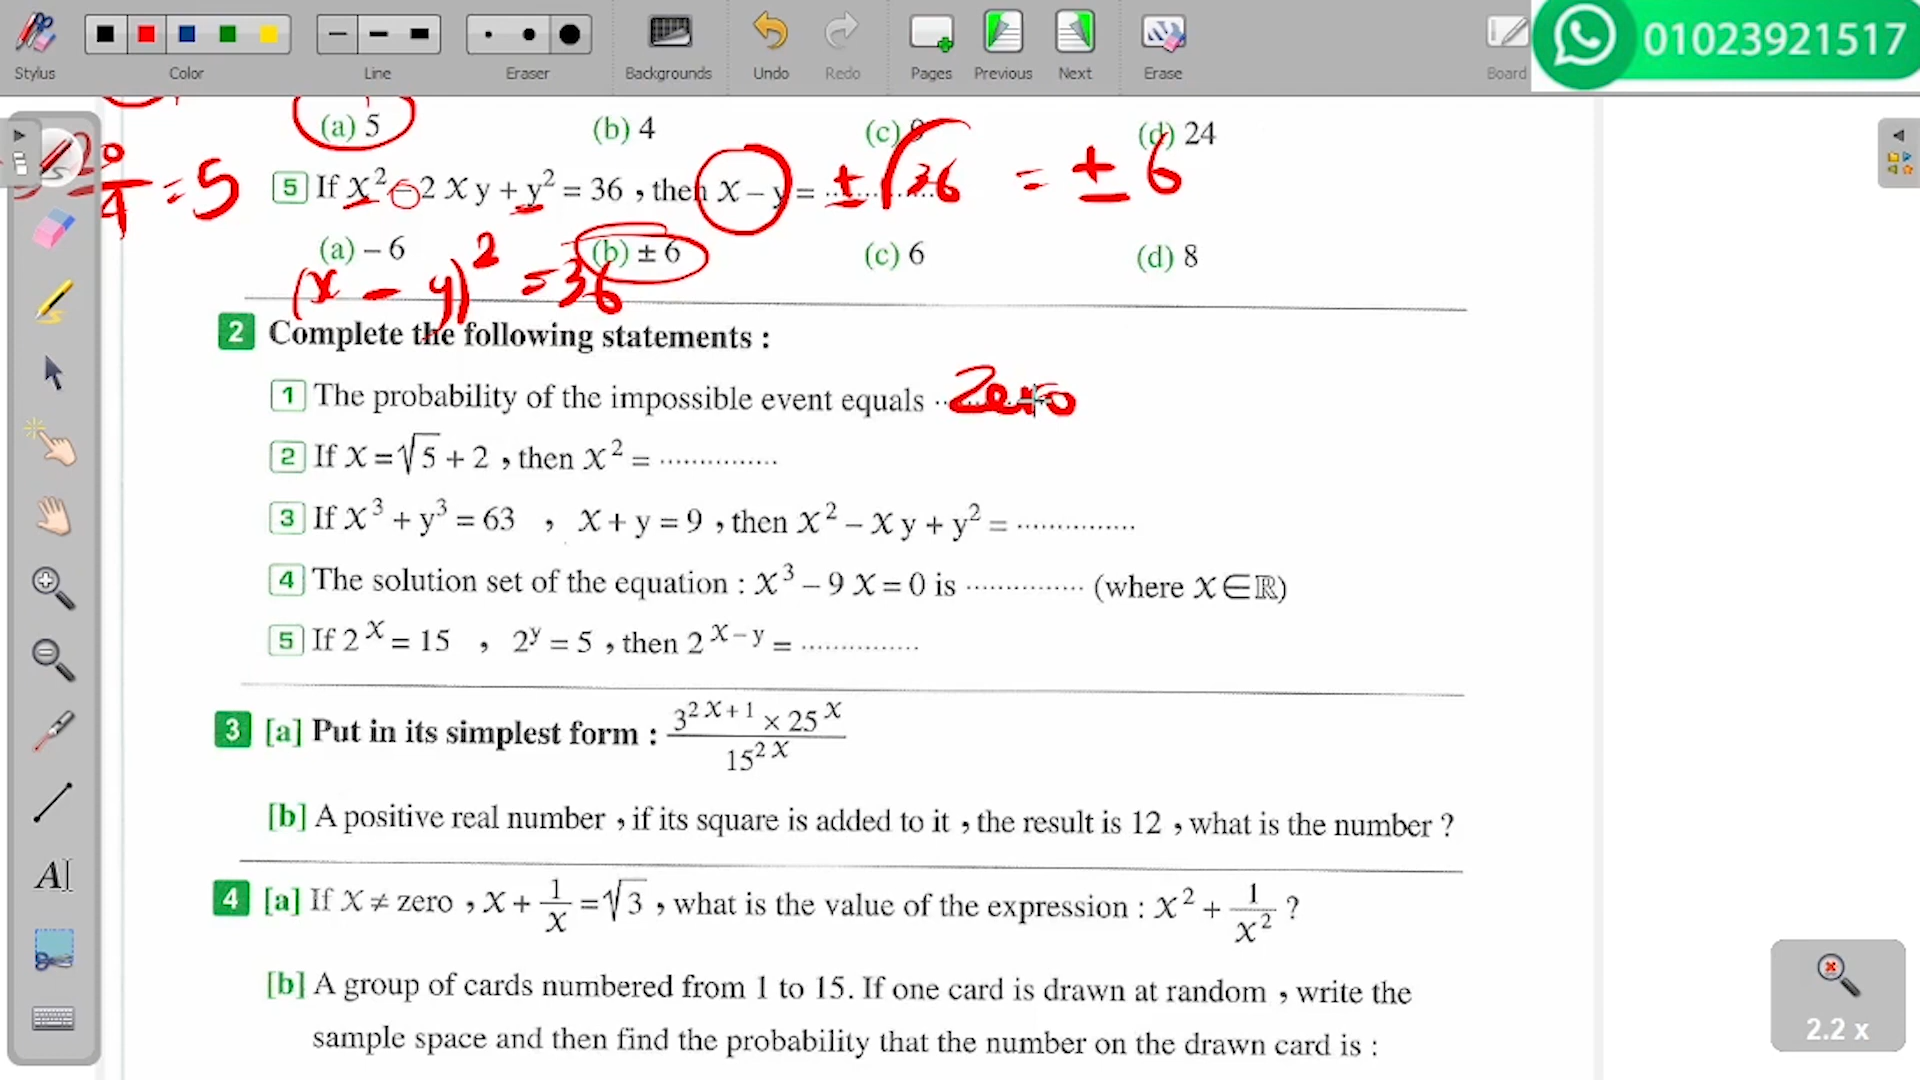 Stylus Color Line Eraser Backgrounds Undo Redo Pages Previous Next Erase Board
01023921517
(a) 5 (b) 4 (c) (d) 24
= 5
5 If x² – 2 x y + y² = 36 , then x – y = ............... ± √36 = ± 6
(a) – 6 (b) ± 6 (c) 6 (d) 8
(x – y)² = 36
2 Complete the following statements :
1 The probability of the impossible event equals ............... Zero
2 If x = √5 + 2 , then x² = ...............
3 If x³ + y³ = 63 , x + y = 9 , then x² – x y + y² = ...............
4 The solution set of the equation : x³ – 9 x = 0 is ............... (where x ∈ ℝ)
5 If 2ˣ = 15 , 2ʸ = 5 , then 2ˣ⁻ʸ = ...............
3 [a] Put in its simplest form : (3^(2x+1) × 25^x) / 15^(2x)
[b] A positive real number , if its square is added to it , the result is 12 , what is the number ?
4 [a] If x ≠ zero , x + 1/x = √3 , what is the value of the expression : x² + 1/x² ?
[b] A group of cards numbered from 1 to 15. If one card is drawn at random , write the
sample space and then find the probability that the number on the drawn card is :
2.2 x